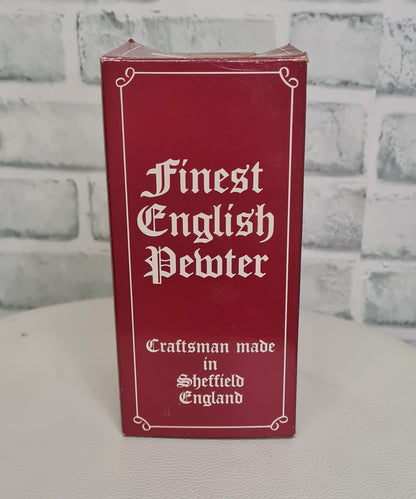 Finest
English
Pewter
Craftsman made
in
Sheffield
England